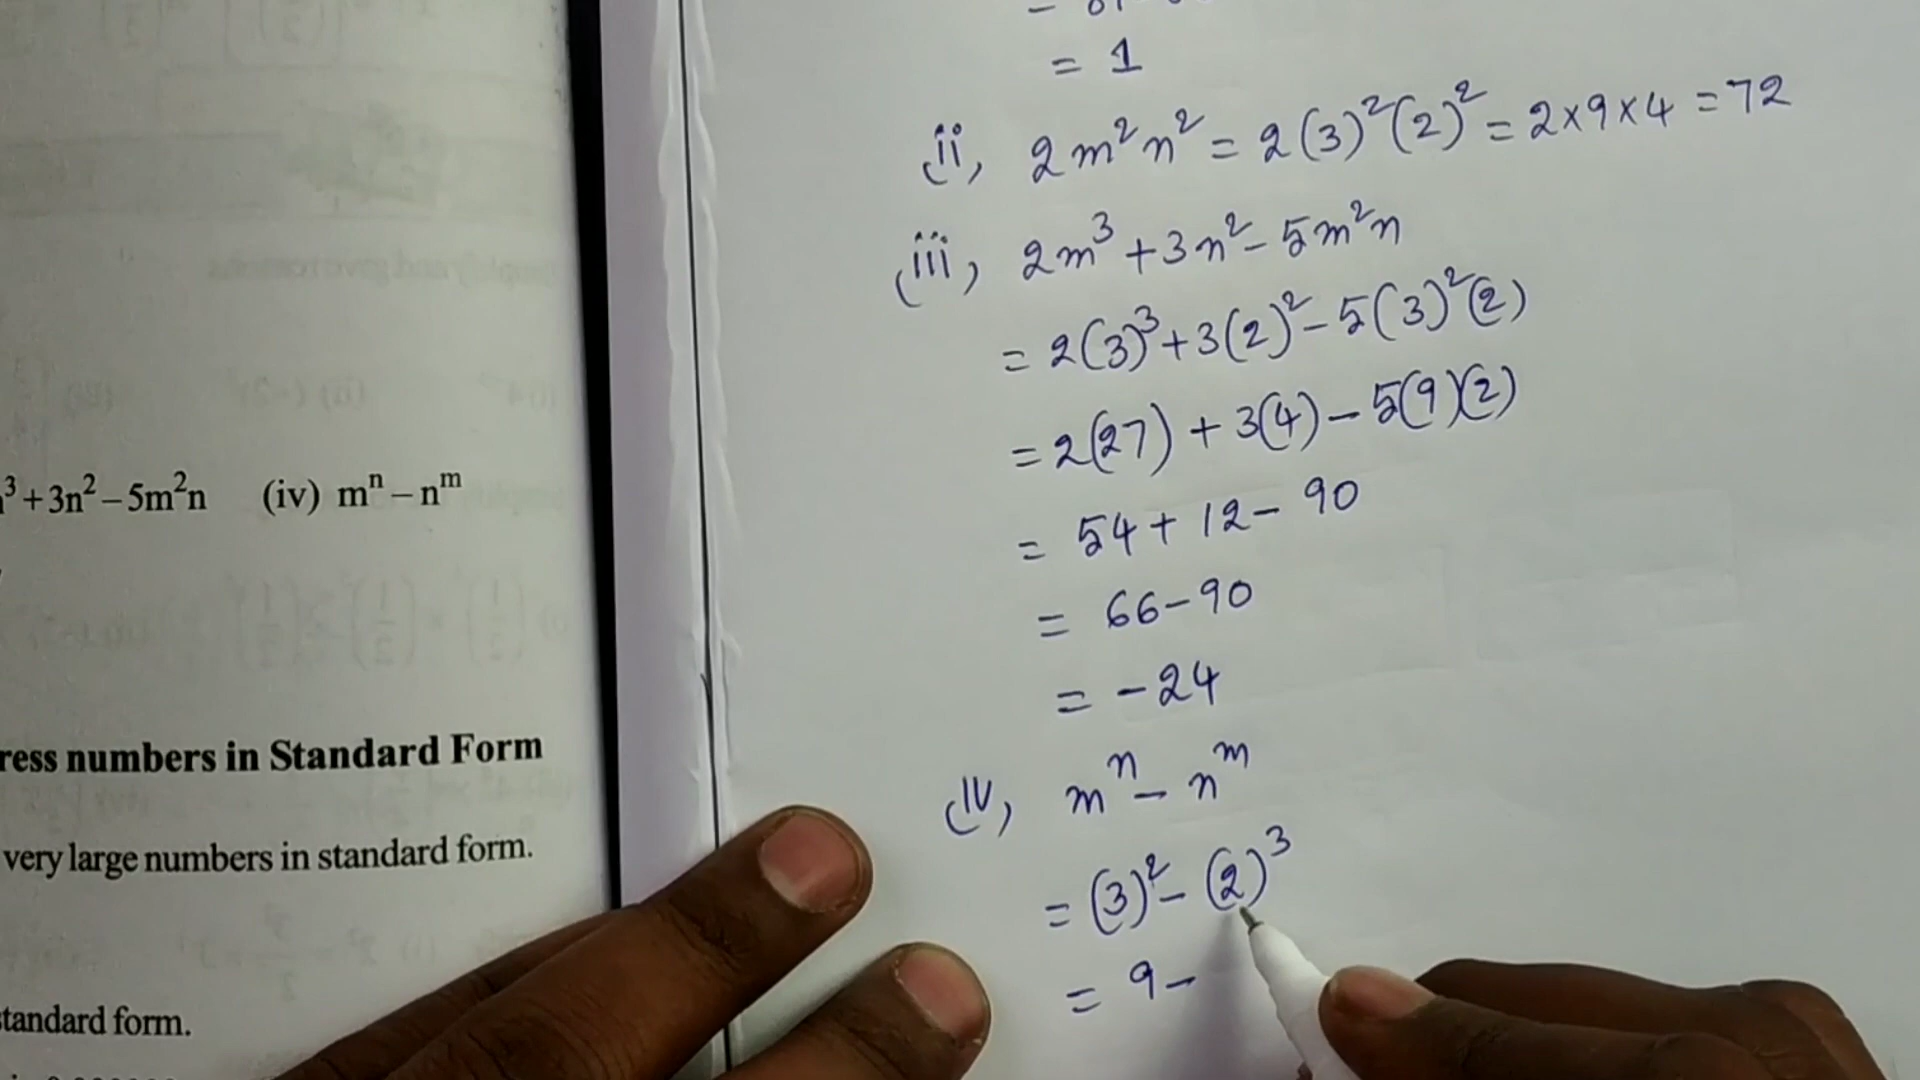 ³ + 3n² – 5m²n (iv) mⁿ – nᵐ
ress numbers in Standard Form
very large numbers in standard form.
standard form.
= 1
(ii, 2m²n² = 2(3)²(2)² = 2×9×4 = 72
(iii, 2m³ + 3n² - 5m²n
= 2(3)³ + 3(2)² - 5(3)²(2)
= 2(27) + 3(4) - 5(9)(2)
= 54 + 12 - 90
= 66 - 90
= -24
(iv, mⁿ - nᵐ
= (3)² - (2)³
= 9 -